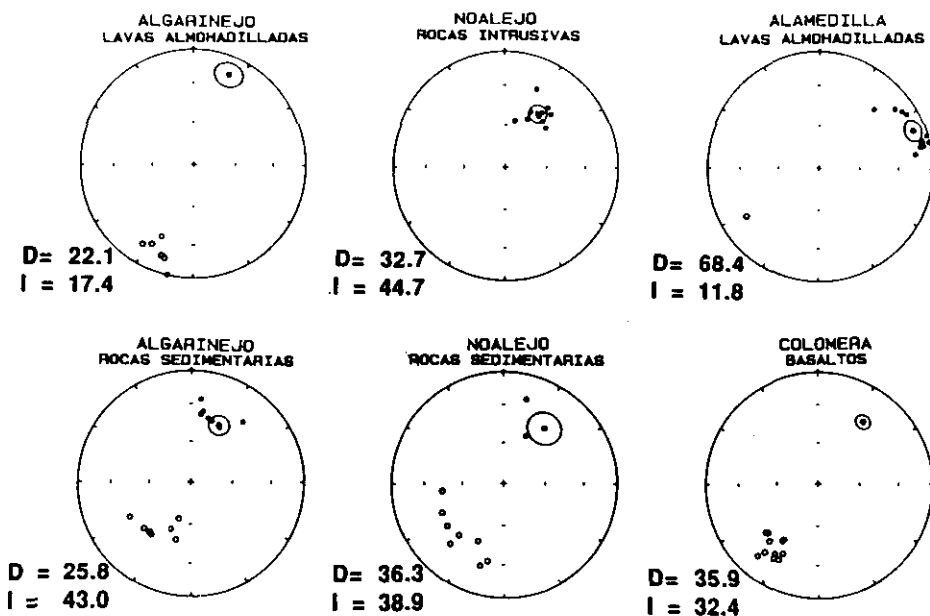 ALGARINEJO
LAVAS ALMOHADILLADAS
D= 22.1
I = 17.4
NOALEJO
ROCAS INTRUSIVAS
D= 32.7
I = 44.7
ALAMEDILLA
LAVAS ALMOHADILLADAS
D= 68.4
I = 11.8
ALGARINEJO
ROCAS SEDIMENTARIAS
D = 25.8
I = 43.0
NOALEJO
ROCAS SEDIMENTARIAS
D= 36.3
I = 38.9
COLOMERA
BASALTOS
D= 35.9
I = 32.4